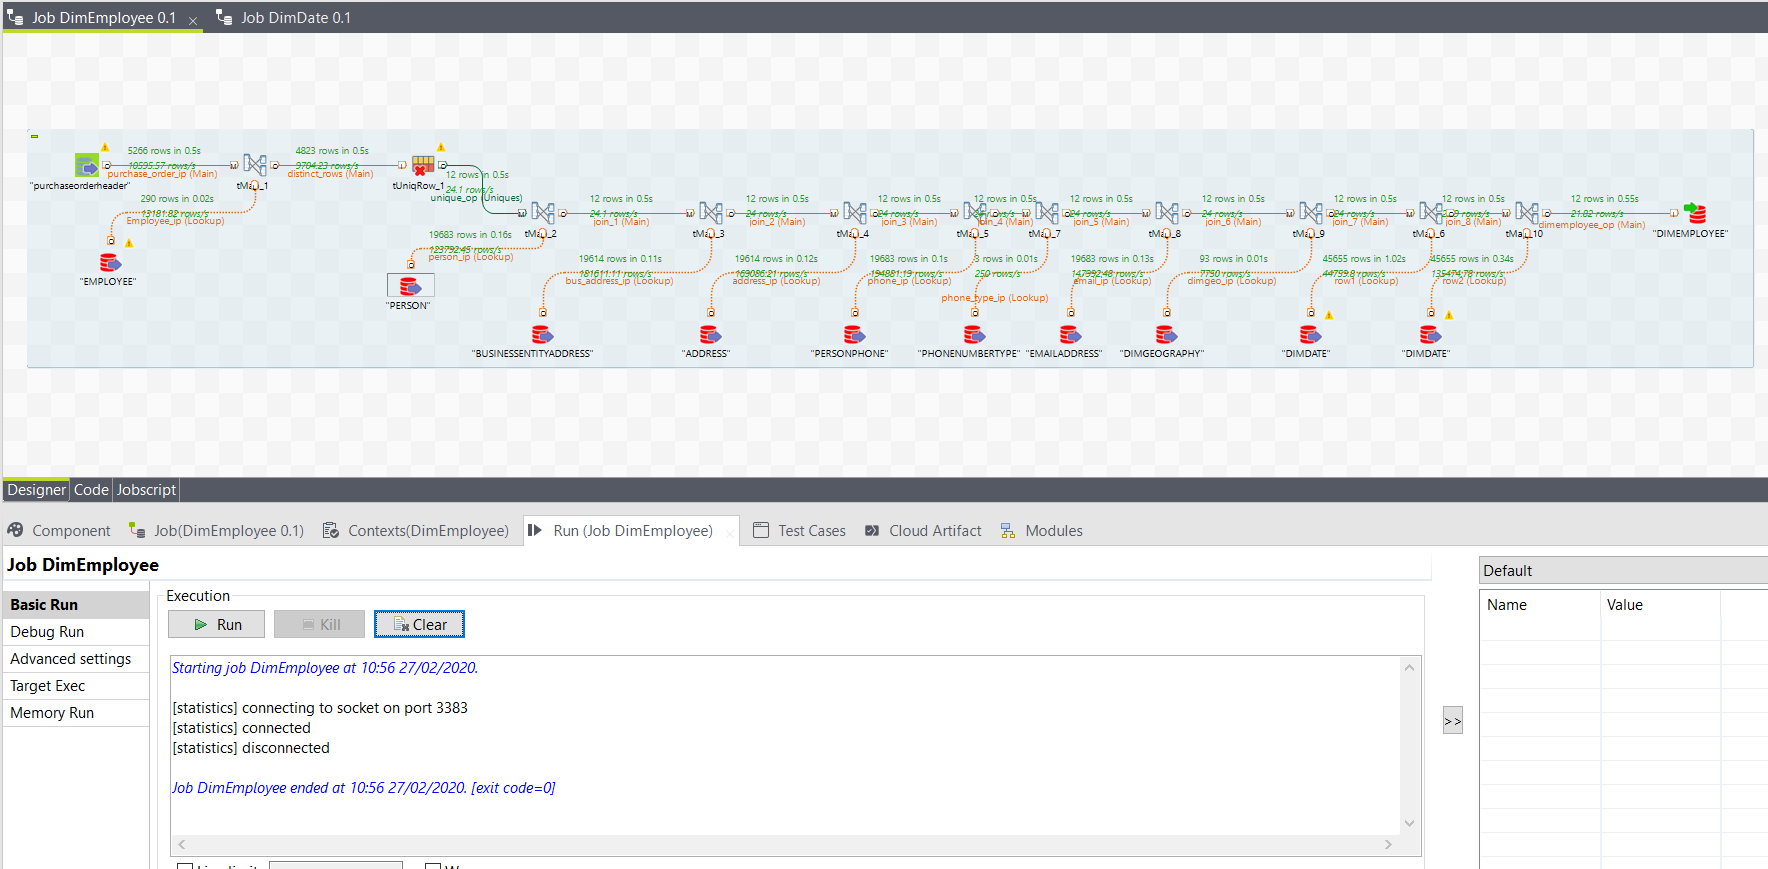 Job DimEmployee 0.1
Job DimDate 0.1
5266 rows in 0.5s
10595.57 rows/s
purchase_order_ip (Main)
"purchaseorderheader"
4823 rows in 0.5s
9704.23 rows/s
distinct_rows (Main)
tMap_1
tUniqRow_1
290 rows in 0.02s
13181.82 rows/s
Employee_ip (Lookup)
"EMPLOYEE"
12 rows in 0.5s
24.1 rows/s
unique_op (Uniques)
19683 rows in 0.16s
person_ip (Lookup)
"PERSON"
12 rows in 0.5s
24.1 rows/s
join_1 (Main)
12 rows in 0.5s
24 rows/s
join_2 (Main)
12 rows in 0.5s
24 rows/s
join_3 (Main)
12 rows in 0.5s
join_4 (Main)
12 rows in 0.5s
24 rows/s
join_5 (Main)
12 rows in 0.5s
24 rows/s
join_6 (Main)
12 rows in 0.5s
24 rows/s
join_7 (Main)
12 rows in 0.5s
join_8 (Main)
12 rows in 0.55s
21.82 rows/s
dimemployee_op (Main)
"DIMEMPLOYEE"
tMap_2
tMap_3
tMap_4
tMap_5
tMap_7
tMap_8
tMap_9
tMap_6
tMap_10
19614 rows in 0.11s
181611.11 rows/s
bus_address_ip (Lookup)
19614 rows in 0.12s
169086.21 rows/s
address_ip (Lookup)
19683 rows in 0.1s
194881.19 rows/s
phone_ip (Lookup)
3 rows in 0.01s
250 rows/s
phone_type_ip (Lookup)
19683 rows in 0.13s
147992.48 rows/s
email_ip (Lookup)
93 rows in 0.01s
7750 rows/s
dimgeo_ip (Lookup)
45655 rows in 1.02s
44759.8 rows/s
row1 (Lookup)
45655 rows in 0.34s
135474.78 rows/s
row2 (Lookup)
"BUSINESSENTITYADDRESS"
"ADDRESS"
"PERSONPHONE"
"PHONENUMBERTYPE"
"EMAILADDRESS"
"DIMGEOGRAPHY"
"DIMDATE"
"DIMDATE"
Designer Code Jobscript
Component
Job(DimEmployee 0.1)
Contexts(DimEmployee)
Run (Job DimEmployee)
Test Cases
Cloud Artifact
Modules
Job DimEmployee
Default
Basic Run
Debug Run
Advanced settings
Target Exec
Memory Run
Execution
Run
Kill
Clear
Name
Value
Starting job DimEmployee at 10:56 27/02/2020.
[statistics] connecting to socket on port 3383
[statistics] connected
[statistics] disconnected
Job DimEmployee ended at 10:56 27/02/2020. [exit code=0]
>>